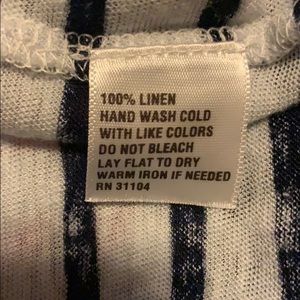 100% LINEN
HAND WASH COLD
WITH LIKE COLORS
DO NOT BLEACH
LAY FLAT TO DRY
WARM IRON IF NEEDED
RN 31104